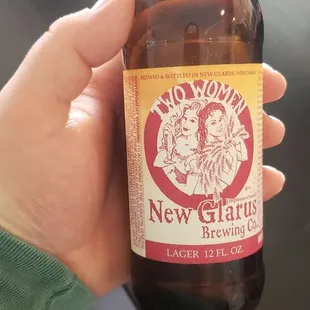 BREWED & BOTTLED IN NEW GLARUS, WISCONSIN
TWO WOMEN
New Glarus
Brewing Co.
LAGER 12 FL. OZ.